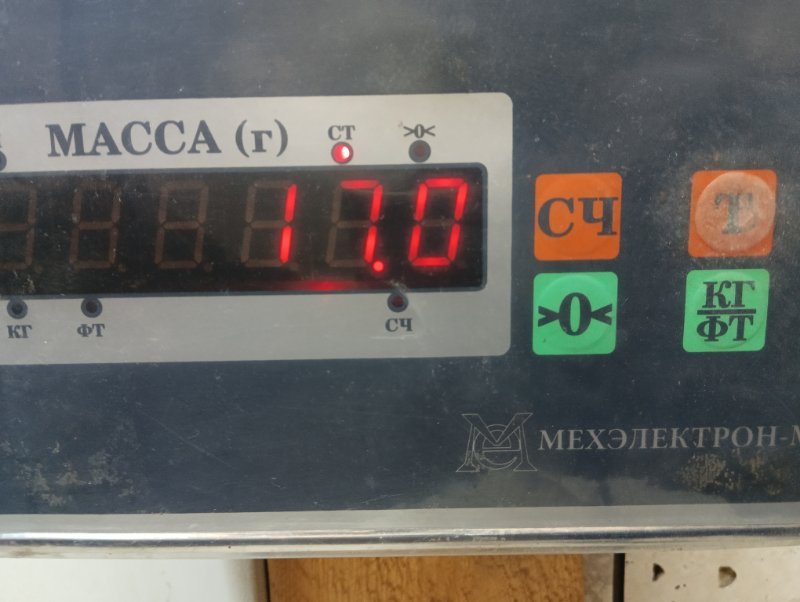 МАССА (г) СТ >0<
17.0
КГ ФТ СЧ
СЧ Т
>0< КГ
ФТ
МЕХЭЛЕКТРОН-М